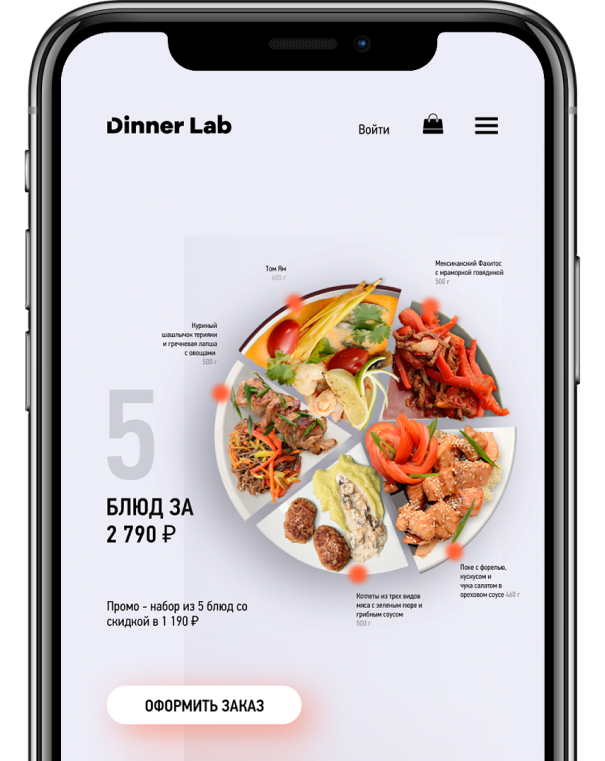 Dinner Lab
Войти
Том Ям
400 г
Мексиканский Фахитос
с мраморной говядиной
500 г
Куриный
шашлычок терияки
и гречневая лапша
с овощами
500 г
5
БЛЮД ЗА
2 790 ₽
Поке с форелью,
кускусом и
чука салатом в
ореховом соусе 460 г
Котлеты из трех видов
мяса с зеленым пюре и
грибным соусом
500 г
Промо - набор из 5 блюд со
скидкой в 1 190 ₽
ОФОРМИТЬ ЗАКАЗ